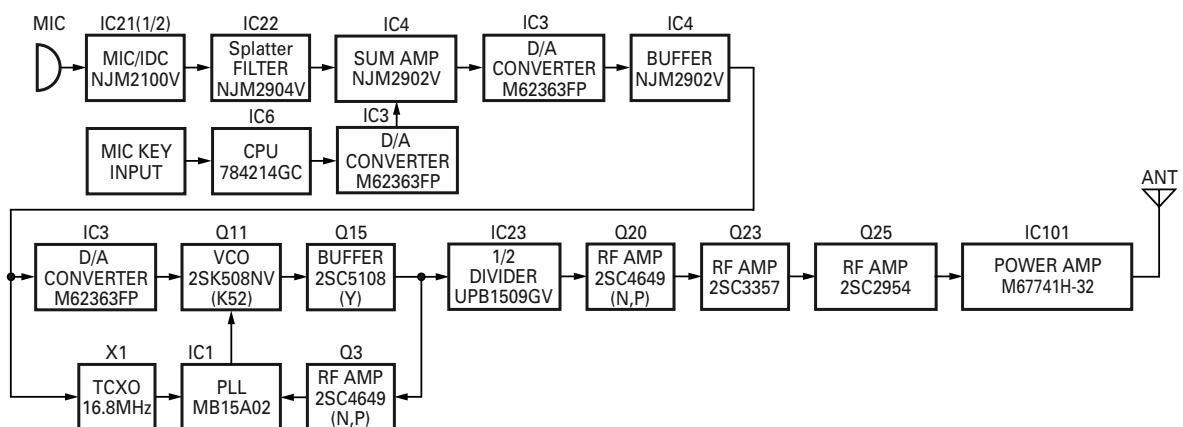 MIC
IC21(1/2)
MIC/IDC
NJM2100V
IC22
Splatter
FILTER
NJM2904V
IC4
SUM AMP
NJM2902V
IC3
D/A
CONVERTER
M62363FP
IC4
BUFFER
NJM2902V
MIC KEY
INPUT
IC6
CPU
784214GC
IC3
D/A
CONVERTER
M62363FP
ANT
IC3
D/A
CONVERTER
M62363FP
Q11
VCO
2SK508NV
(K52)
Q15
BUFFER
2SC5108
(Y)
IC23
1/2
DIVIDER
UPB1509GV
Q20
RF AMP
2SC4649
(N,P)
Q23
RF AMP
2SC3357
Q25
RF AMP
2SC2954
IC101
POWER AMP
M67741H-32
X1
TCXO
16.8MHz
IC1
PLL
MB15A02
Q3
RF AMP
2SC4649
(N,P)